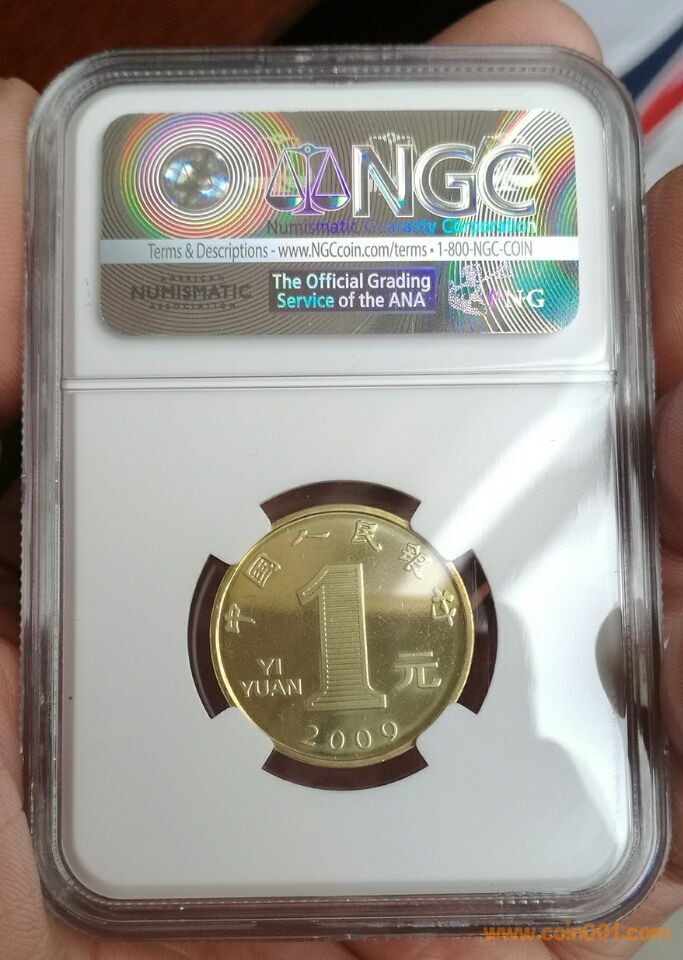 NGC
Numismatic Guaranty Corporation
Terms & Descriptions - www.NGCcoin.com/terms • 1-800-NGC-COIN
AMERICAN
NUMISMATIC
ASSOCIATION
The Official Grading
Service of the ANA
PNG
中国人民银行
1
YI
YUAN
元
2009
www.coin001.com